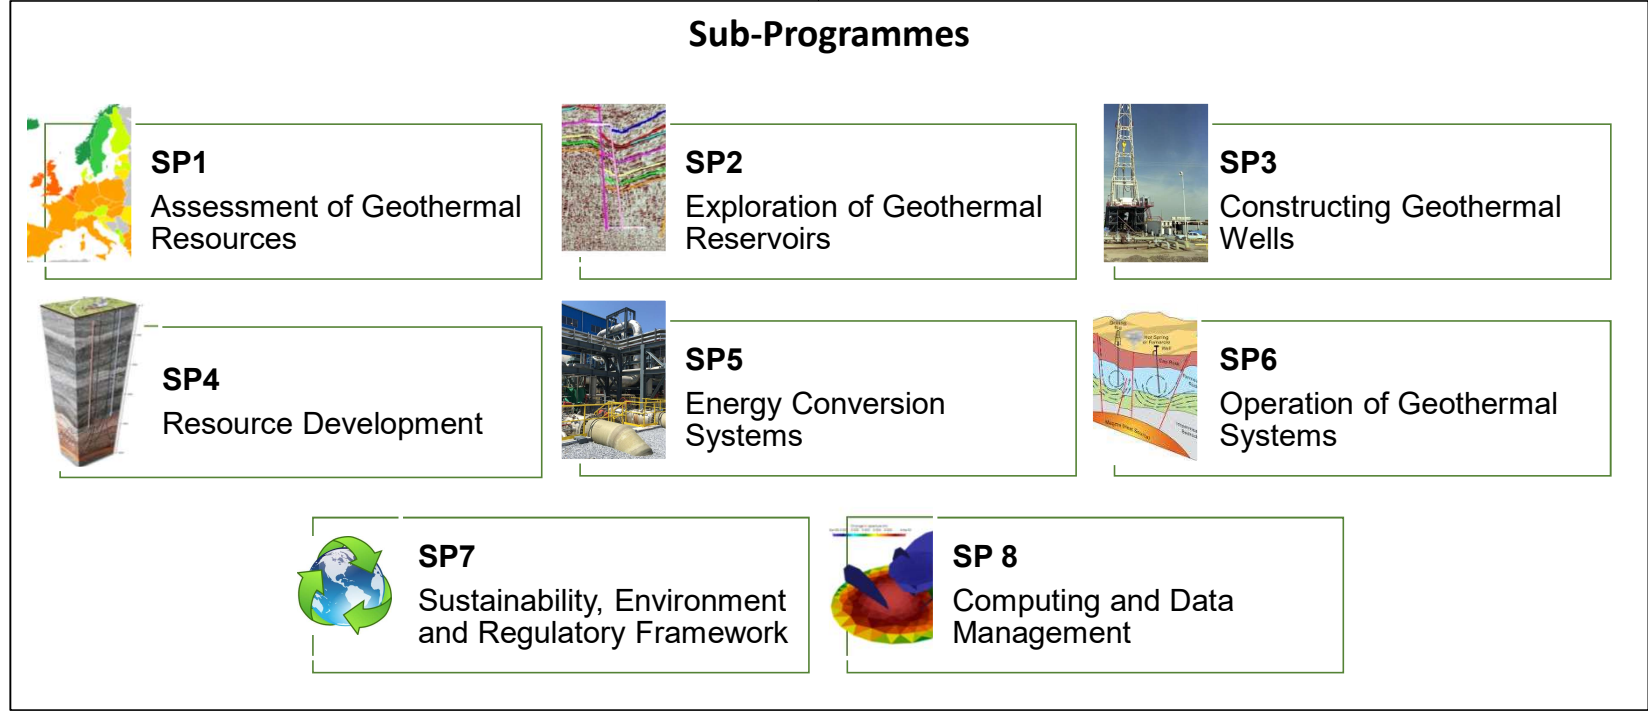 Sub-Programmes
SP1
Assessment of Geothermal
Resources
SP2
Exploration of Geothermal
Reservoirs
SP3
Constructing Geothermal
Wells
SP4
Resource Development
SP5
Energy Conversion
Systems
SP6
Operation of Geothermal
Systems
SP7
Sustainability, Environment
and Regulatory Framework
SP 8
Computing and Data
Management